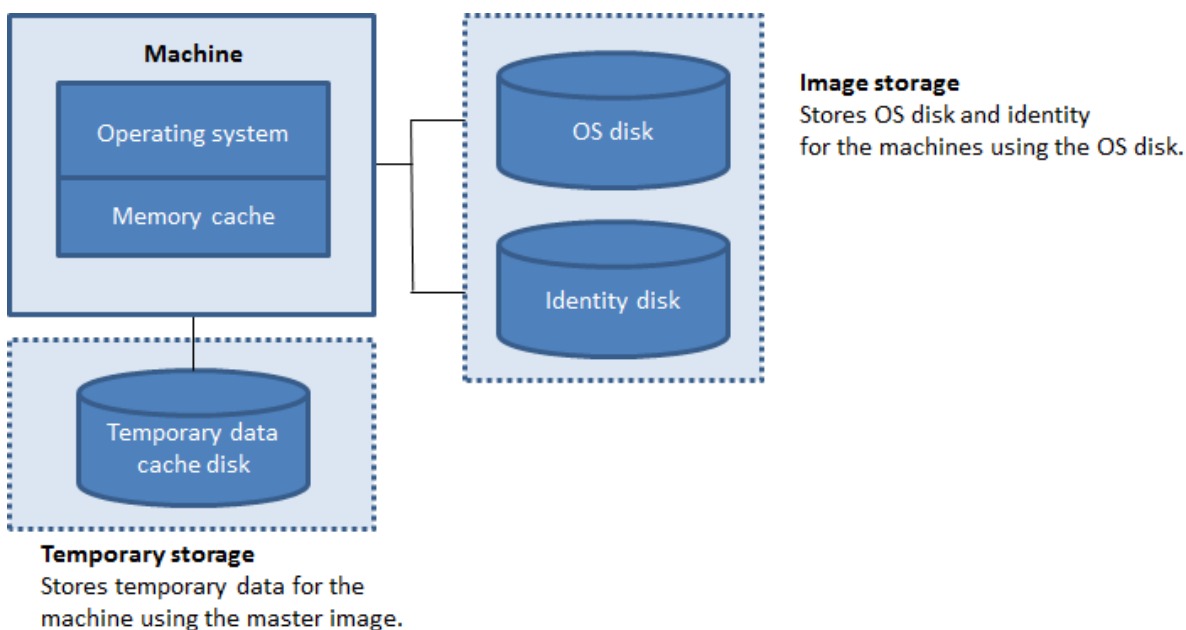 Machine
Operating system
Memory cache
OS disk
Identity disk
Image storage
Stores OS disk and identity
for the machines using the OS disk.
Temporary data
cache disk
Temporary storage
Stores temporary data for the
machine using the master image.